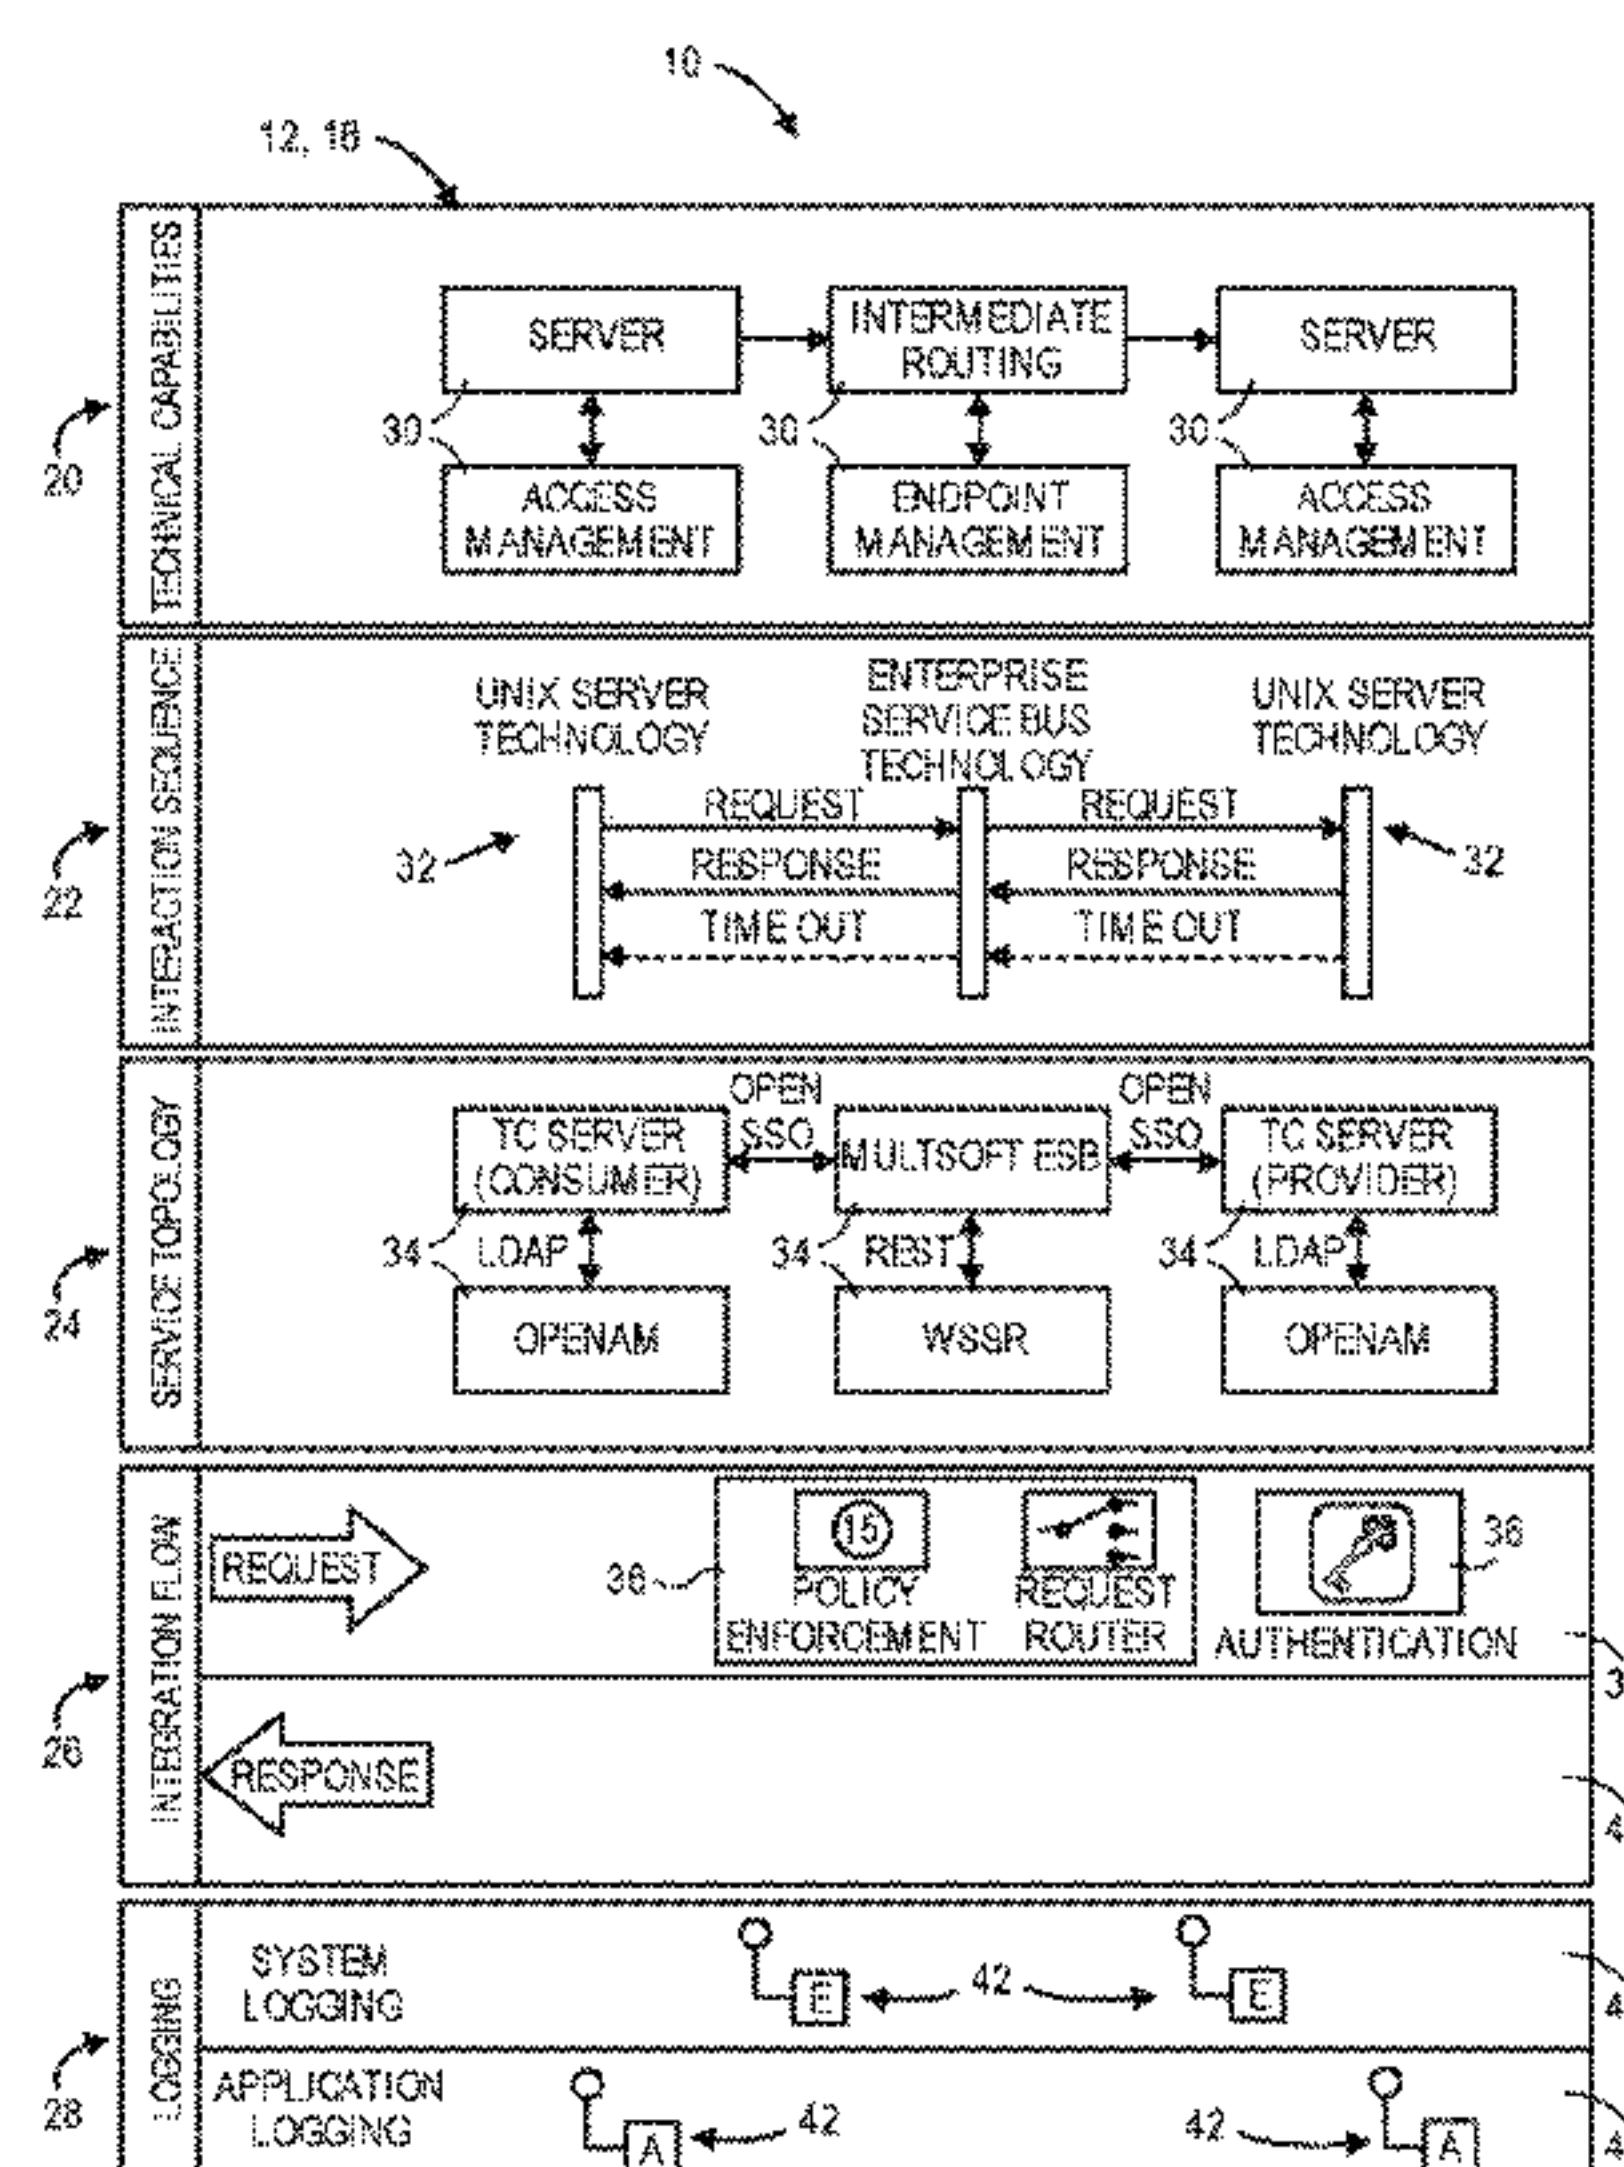 10
12, 18
TECHNICAL CAPABILITIES
20
SERVER
INTERMEDIATE
ROUTING
SERVER
30
30
30
ACCESS
MANAGEMENT
ENDPOINT
MANAGEMENT
ACCESS
MANAGEMENT
INTERACTION SEQUENCE
22
UNIX SERVER
TECHNOLOGY
ENTERPRISE
SERVICE BUS
TECHNOLOGY
UNIX SERVER
TECHNOLOGY
REQUEST
REQUEST
32
RESPONSE
RESPONSE
32
TIME OUT
TIME OUT
SERVICE TOPOLOGY
24
OPEN
SSO
OPEN
SSO
TC SERVER
(CONSUMER)
MULTSOFT ESB
TC SERVER
(PROVIDER)
34
LDAP
34
REST
34
LDAP
OPENAM
WSSR
OPENAM
INTEGRATION FLOW
26
REQUEST
36
15
POLICY
ENFORCEMENT
REQUEST
ROUTER
36
AUTHENTICATION
RESPONSE
LOGGING
28
SYSTEM
LOGGING
E
42
E
APPLICATION
LOGGING
A
42
42
A